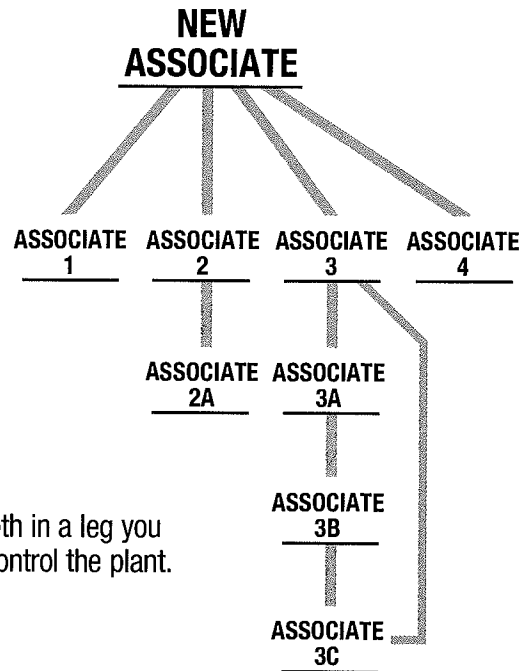 NEW
ASSOCIATE
ASSOCIATE ASSOCIATE ASSOCIATE ASSOCIATE
1 2 3 4
ASSOCIATE ASSOCIATE
2A 3A
ASSOCIATE
3B
in a leg you
the plant.
ASSOCIATE
3C